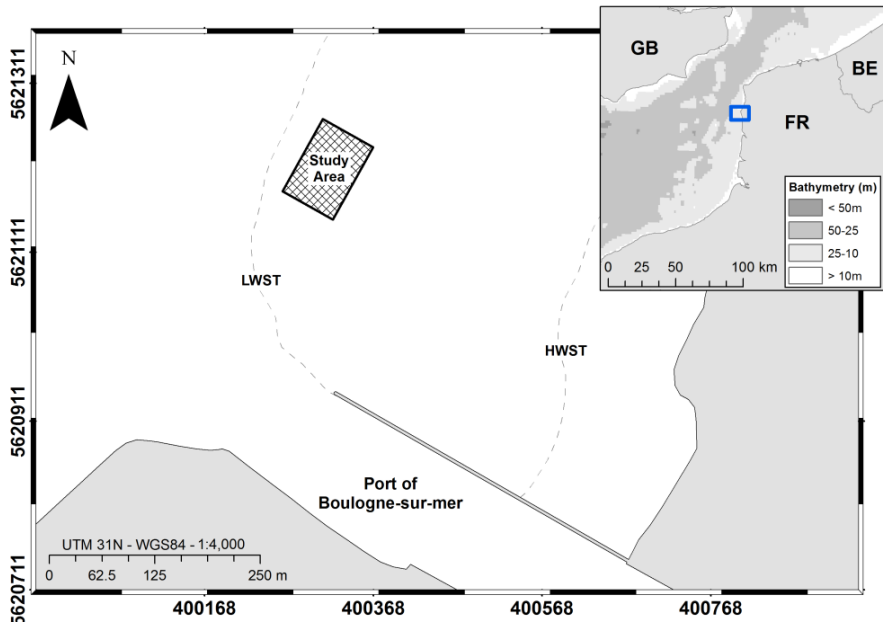 N
5621311
5621111
5620911
5620711
Study
Area
LWST
HWST
Port of
Boulogne-sur-mer
UTM 31N - WGS84 - 1:4,000
0 62.5 125 250 m
400168 400368 400568 400768
GB
BE
FR
Bathymetry (m)
< 50m
50-25
25-10
> 10m
0 25 50 100 km